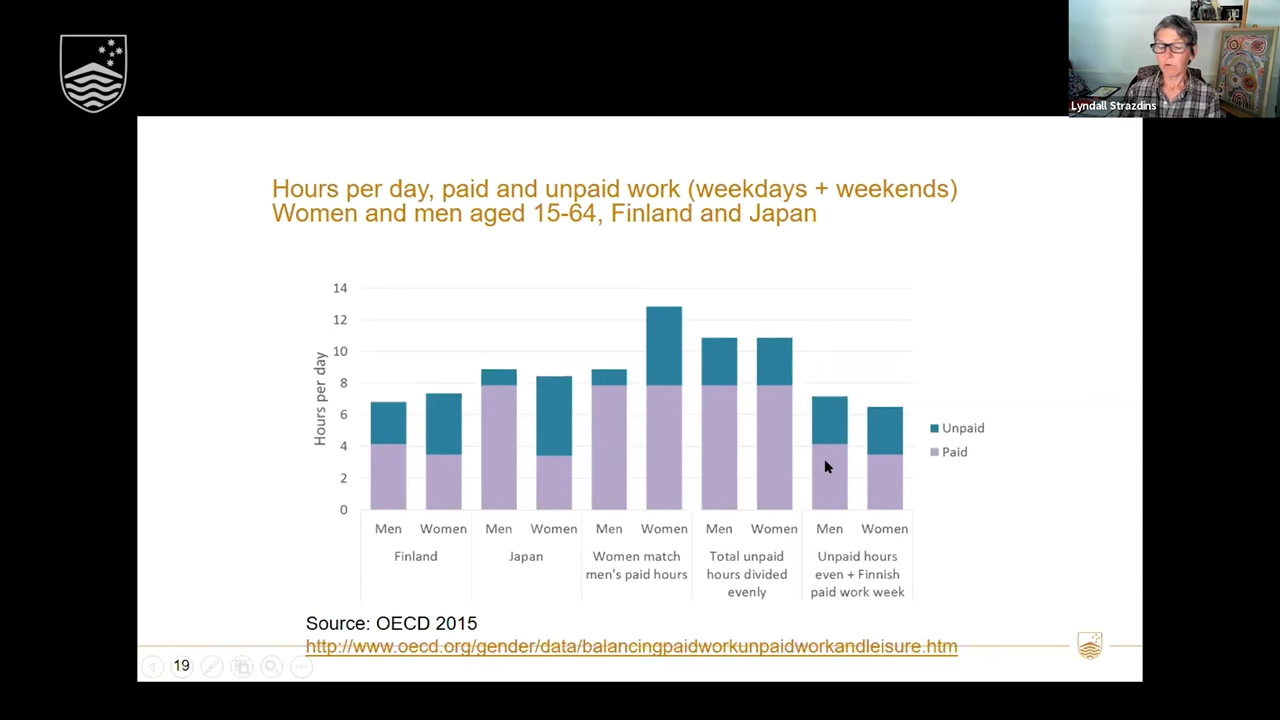 Lyndall Strazdins
Hours per day, paid and unpaid work (weekdays + weekends)
Women and men aged 15-64, Finland and Japan
14
12
10
8
6
4
2
0
Hours per day
Unpaid
Paid
Men Women Men Women Men Women Men Women Men Women
Finland Japan Women match Total unpaid Unpaid hours
men's paid hours hours divided even + Finnish
evenly paid work week
Source: OECD 2015
http://www.oecd.org/gender/data/balancingpaidworkunpaidworkandleisure.htm
19